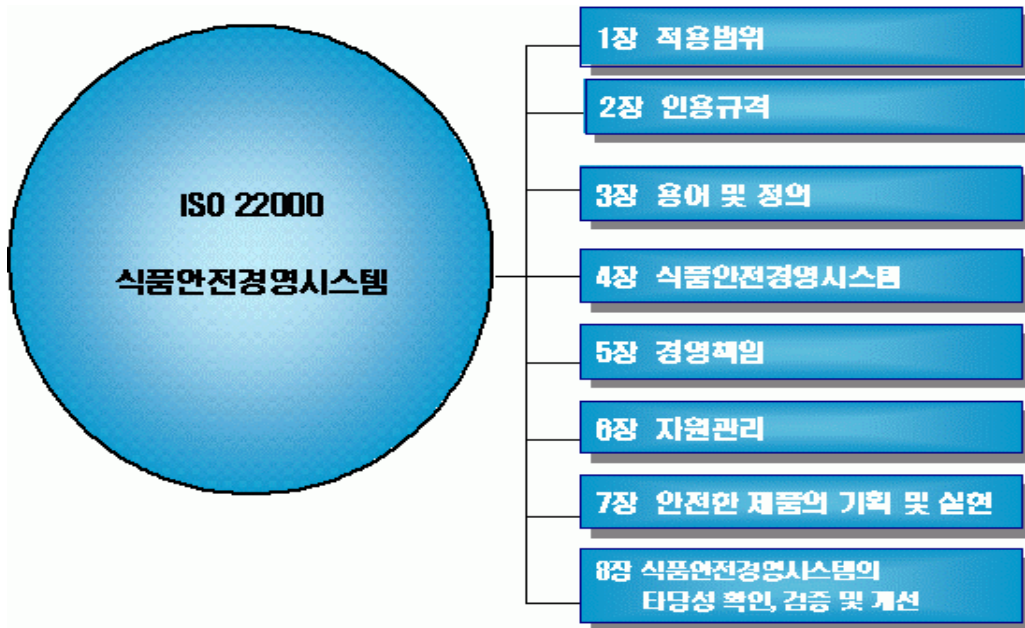 ISO 22000
식품안전경영시스템
1장 적용범위
2장 인용규격
3장 용어 및 정의
4장 식품안전경영시스템
5장 경영책임
6장 자원관리
7장 안전한 제품의 기획 및 실현
8장 식품안전경영시스템의
타당성 확인, 검증 및 개선